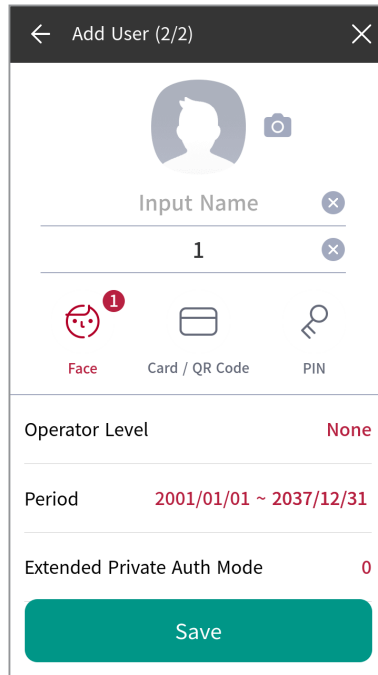 Add User (2/2)
Input Name
1
1
Face
Card / QR Code
PIN
Operator Level None
Period 2001/01/01 ~ 2037/12/31
Extended Private Auth Mode 0
Save